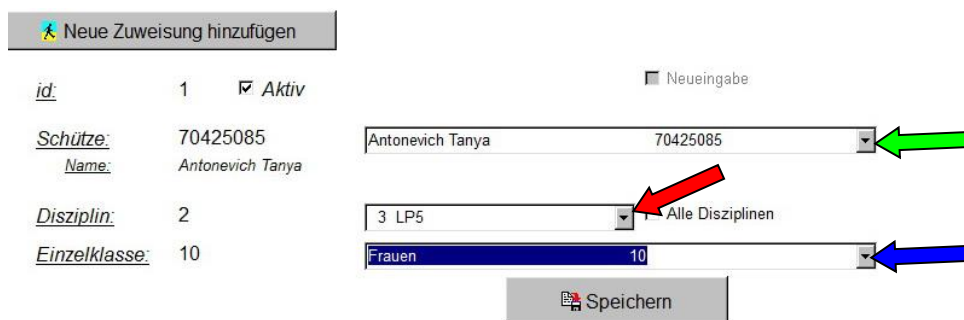 Neue Zuweisung hinzufügen
id: 1 Aktiv Neueingabe
Schütze: 70425085 Antonevich Tanya 70425085
Name: Antonevich Tanya
Disziplin: 2 3 LP5 Alle Disziplinen
Einzelklasse: 10 Frauen 10
Speichern